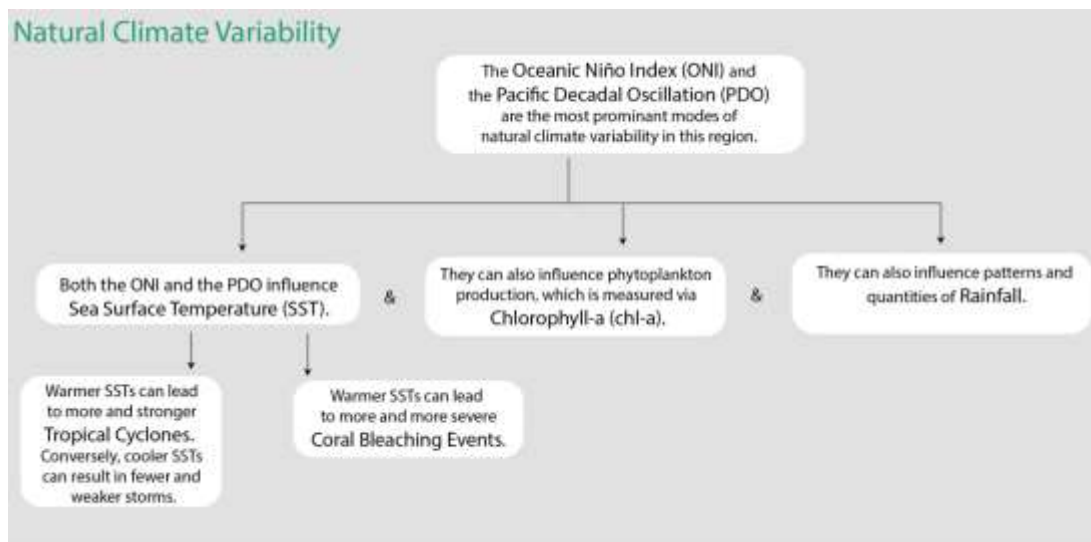 Natural Climate Variability
The Oceanic Niño Index (ONI) and
the Pacific Decadal Oscillation (PDO)
are the most prominant modes of
natural climate variability in this region.
Both the ONI and the PDO influence
Sea Surface Temperature (SST).
&
They can also influence phytoplankton
production, which is measured via
Chlorophyll-a (chl-a).
&
They can also influence patterns and
quantities of Rainfall.
Warmer SSTs can lead
to more and stronger
Tropical Cyclones.
Conversely, cooler SSTs
can result in fewer and
weaker storms.
Warmer SSTs can lead
to more and more severe
Coral Bleaching Events.